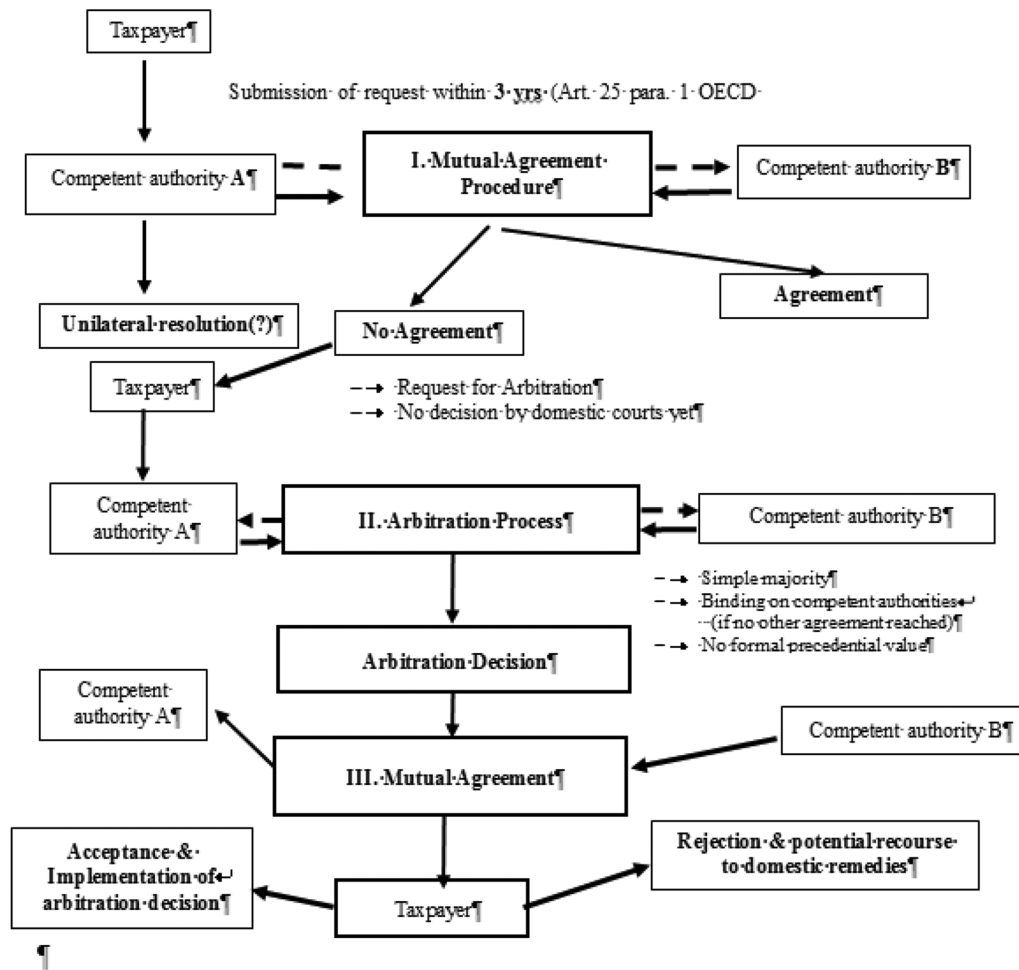 Taxpayer¶
Submission· of request within 3· yrs (Art. 25 para. 1 OECD·
Competent authority A¶
I.·Mutual·Agreement·
Procedure¶
Competent· authority· B¶
Unilateral·resolution(?)¶
No·Agreement¶
Agreement¶
Taxpayer¶
--→ ·Request· for Arbitration¶
--→ ·No decision by domestic courts yet¶
Competent·
authority·A¶
II.·Arbitration·Process¶
Competent· authority·B¶
--→ ·Simple·majority¶
--→ ·Binding·on·competent·authorities↵
···(if·no·other·agreement·reached)¶
--→ ·No·formal·precedential·value¶
Arbitration·Decision¶
Competent·
authority·A¶
Competent· authority·B¶
III.·Mutual·Agreement¶
Acceptance·&·
Implementation·of↵
arbitration·decision¶
Rejection·&·potential·recourse·
to·domestic·remedies¶
Taxpayer¶
¶